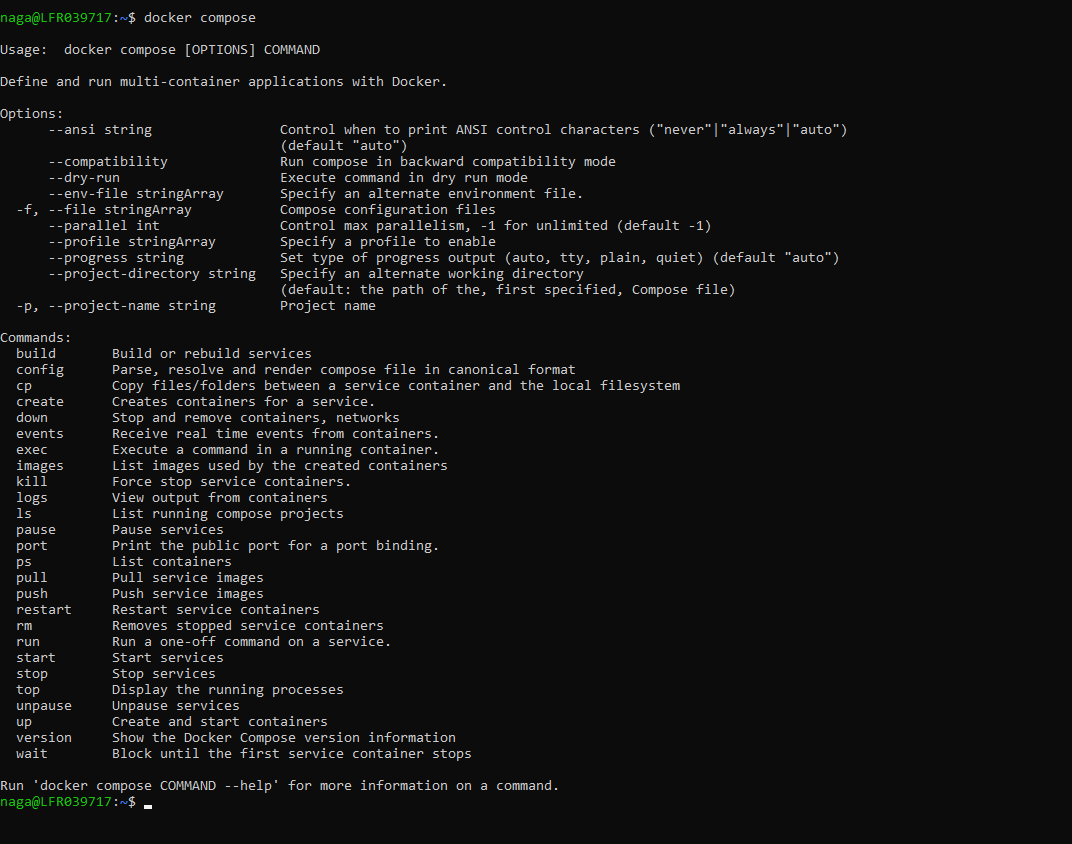 naga@LFR039717:~$ docker compose
Usage:  docker compose [OPTIONS] COMMAND
Define and run multi-container applications with Docker.
Options:
      --ansi string                Control when to print ANSI control characters ("never"|"always"|"auto")
                                   (default "auto")
      --compatibility              Run compose in backward compatibility mode
      --dry-run                    Execute command in dry run mode
      --env-file stringArray       Specify an alternate environment file.
  -f, --file stringArray           Compose configuration files
      --parallel int               Control max parallelism, -1 for unlimited (default -1)
      --profile stringArray        Specify a profile to enable
      --progress string            Set type of progress output (auto, tty, plain, quiet) (default "auto")
      --project-directory string   Specify an alternate working directory
                                   (default: the path of the, first specified, Compose file)
  -p, --project-name string        Project name
Commands:
  build       Build or rebuild services
  config      Parse, resolve and render compose file in canonical format
  cp          Copy files/folders between a service container and the local filesystem
  create      Creates containers for a service.
  down        Stop and remove containers, networks
  events      Receive real time events from containers.
  exec        Execute a command in a running container.
  images      List images used by the created containers
  kill        Force stop service containers.
  logs        View output from containers
  ls          List running compose projects
  pause       Pause services
  port        Print the public port for a port binding.
  ps          List containers
  pull        Pull service images
  push        Push service images
  restart     Restart service containers
  rm          Removes stopped service containers
  run         Run a one-off command on a service.
  start       Start services
  stop        Stop services
  top         Display the running processes
  unpause     Unpause services
  up          Create and start containers
  version     Show the Docker Compose version information
  wait        Block until the first service container stops
Run 'docker compose COMMAND --help' for more information on a command.
naga@LFR039717:~$